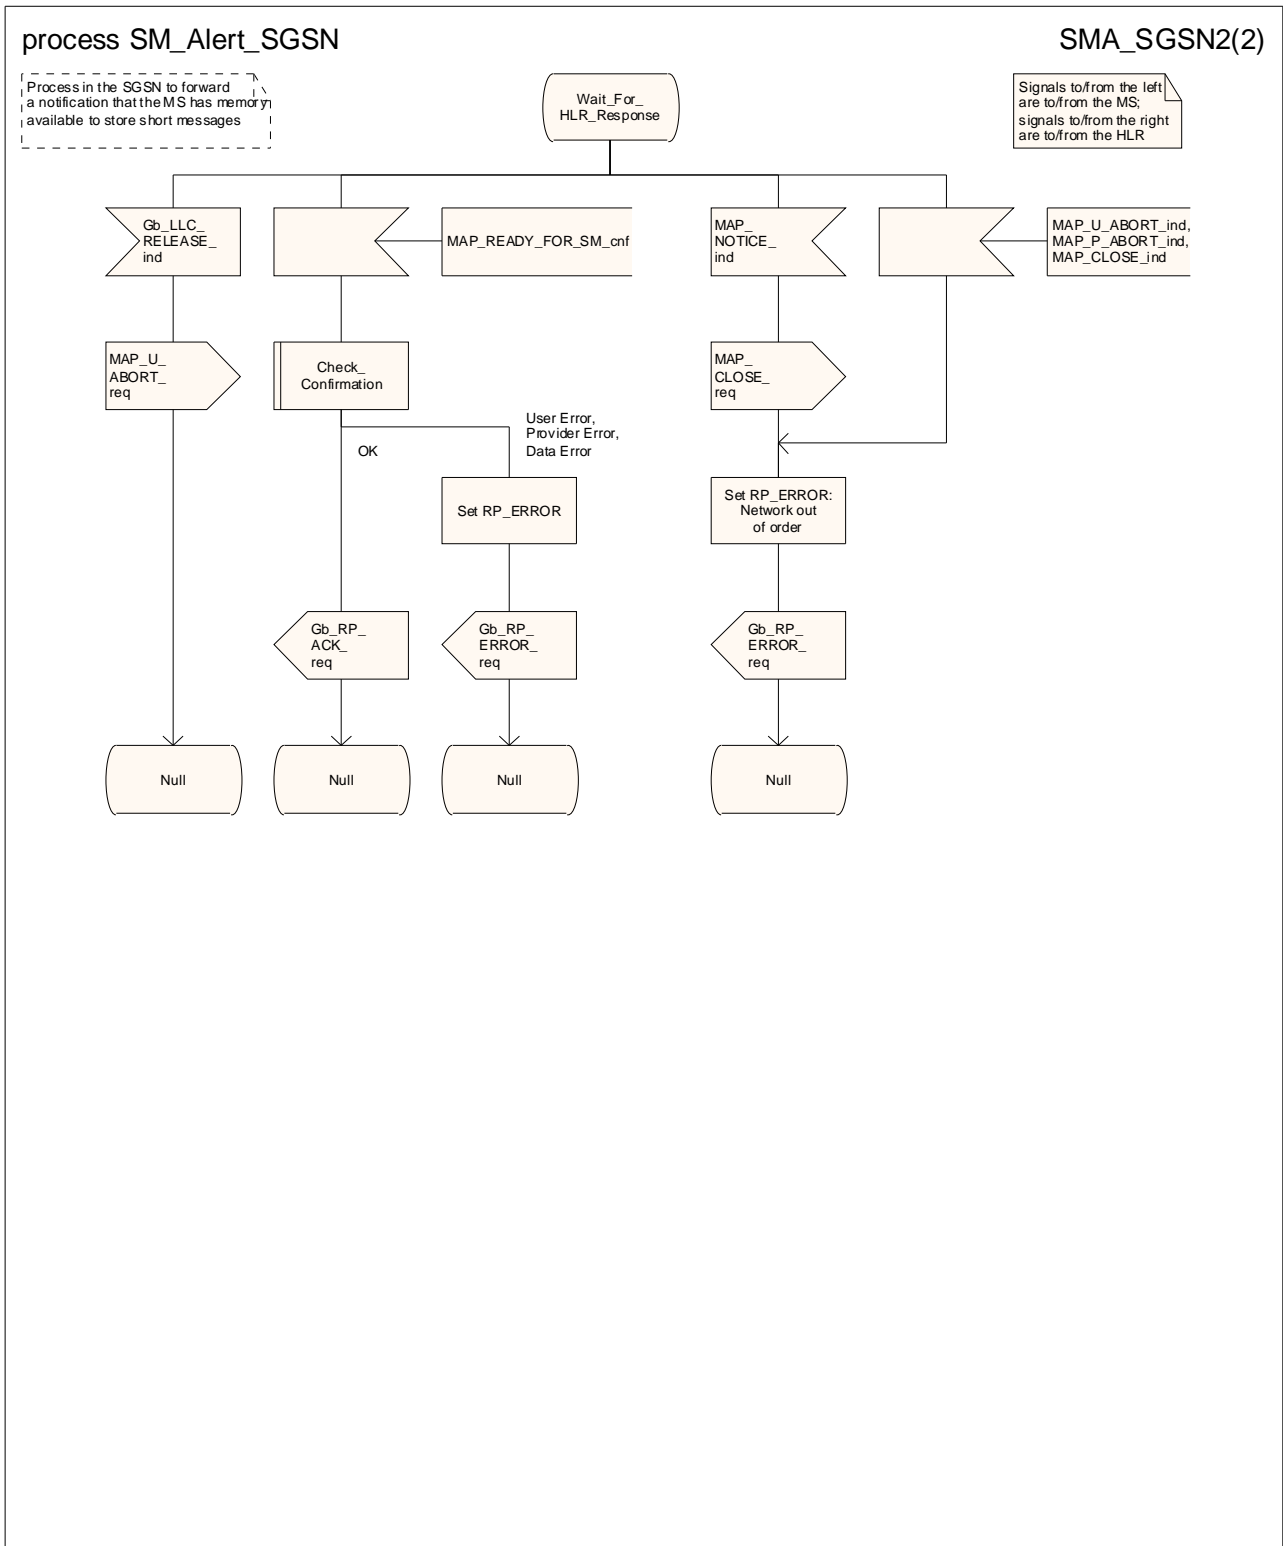 process SM_Alert_SGSN
SMA_SGSN2(2)
Process in the SGSN to forward
a notification that the MS has memory
available to store short messages
Wait_For_
HLR_Response
Signals to/from the left
are to/from the MS;
signals to/from the right
are to/from the HLR
Gb_LLC_
RELEASE_
ind
MAP_READY_FOR_SM_cnf
MAP_
NOTICE_
ind
MAP_U_ABORT_ind,
MAP_P_ABORT_ind,
MAP_CLOSE_ind
MAP_U_
ABORT_
req
Check_
Confirmation
MAP_
CLOSE_
req
OK
User Error,
Provider Error,
Data Error
Set RP_ERROR
Set RP_ERROR:
Network out
of order
Gb_RP_
ACK_
req
Gb_RP_
ERROR_
req
Gb_RP_
ERROR_
req
Null
Null
Null
Null